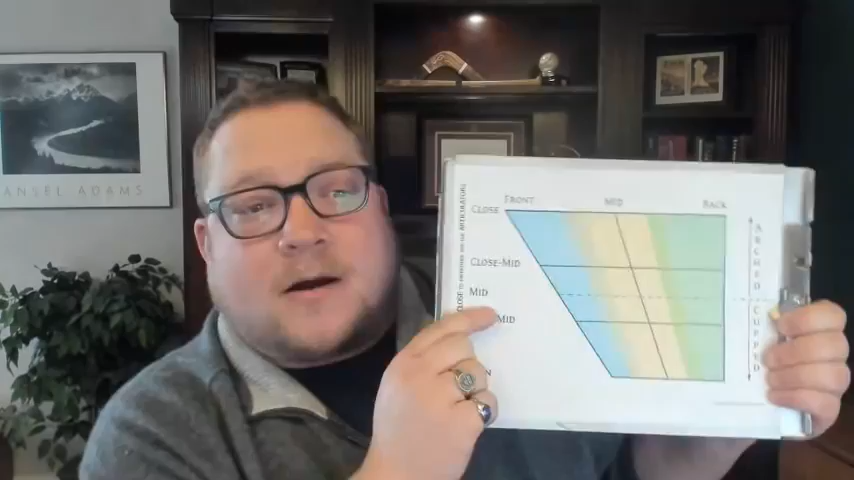 ANSEL ADAMS
FRONT
MID
BACK
CLOSE
CLOSE-MID
MID
MID
ARCHED
CUPPED